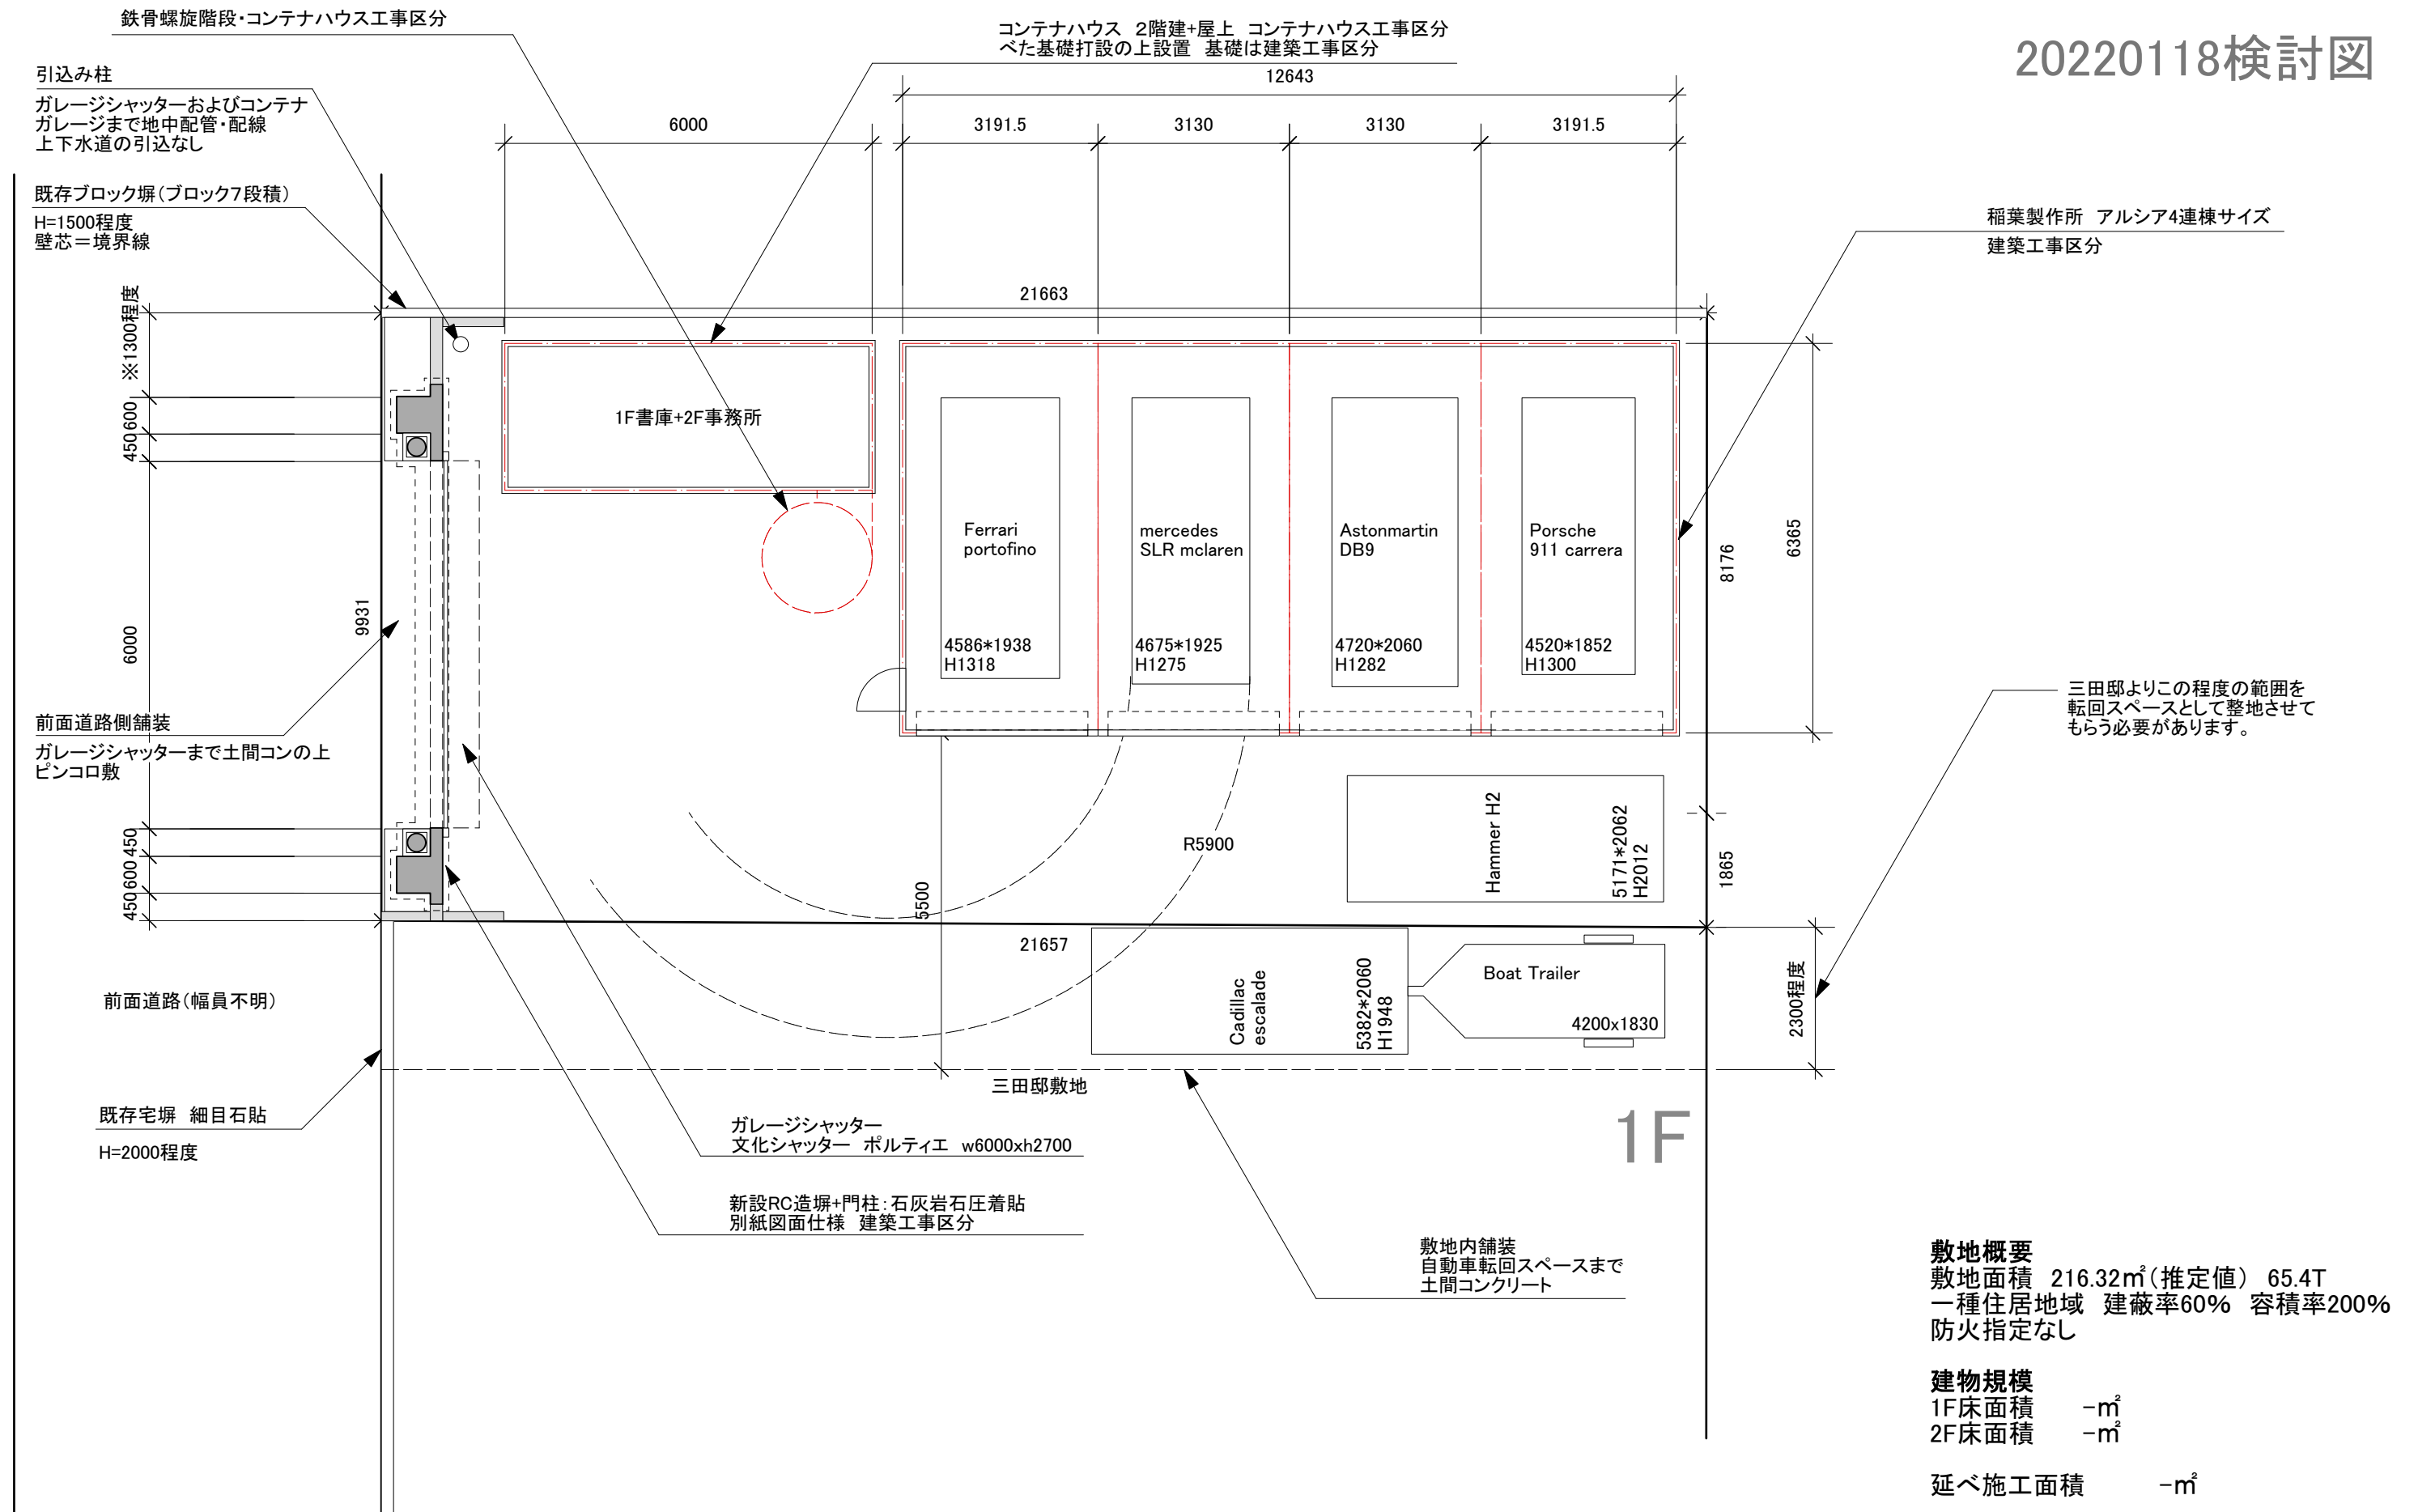 20220118検討図
鉄骨螺旋階段・コンテナハウス工事区分
コンテナハウス 2階建+屋上 コンテナハウス工事区分
べた基礎打設の上設置 基礎は建築工事区分
引込み柱
ガレージシャッターおよびコンテナ
ガレージまで地中配管・配線
上下水道の引込なし
12643
6000
3191.5
3130
3130
3191.5
既存ブロック塀(ブロック7段積)
H=1500程度
壁芯=境界線
稲葉製作所 アルシア4連棟サイズ
建築工事区分
21663
※1300程度
600
450
6000
450
600
450
9931
1F書庫+2F事務所
Ferrari
portofino
4586*1938
H1318
mercedes
SLR mclaren
4675*1925
H1275
Astonmartin
DB9
4720*2060
H1282
Porsche
911 carrera
4520*1852
H1300
8176
6365
1865
2300程度
三田邸よりこの程度の範囲を
転回スペースとして整地させて
もらう必要があります。
前面道路側舗装
ガレージシャッターまで土間コンの上
ピンコロ敷
R5900
5500
Hammer H2
5171*2062
H2012
21657
Cadillac
escalade
5382*2060
H1948
Boat Trailer
4200x1830
前面道路(幅員不明)
三田邸敷地
既存宅塀 細目石貼
H=2000程度
ガレージシャッター
文化シャッター ポルティエ w6000xh2700
新設RC造塀+門柱:石灰岩石圧着貼
別紙図面仕様 建築工事区分
敷地内舗装
自動車転回スペースまで
土間コンクリート
1F
敷地概要
敷地面積 216.32㎡(推定値) 65.4T
一種住居地域 建蔽率60% 容積率200%
防火指定なし
建物規模
1F床面積 -㎡
2F床面積 -㎡
延べ施工面積 -㎡